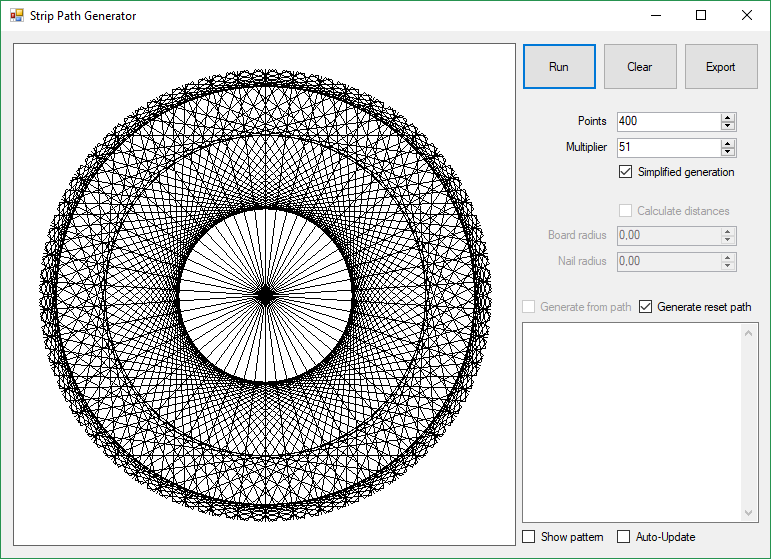 Strip Path Generator
Run Clear Export
Points 400
Multiplier 51
Simplified generation
Calculate distances
Board radius 0,00
Nail radius 0,00
Generate from path Generate reset path
Show pattern Auto-Update